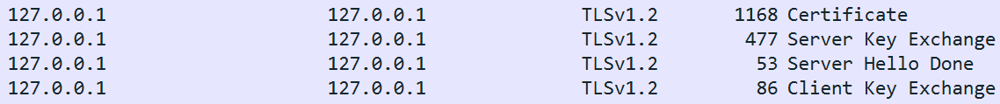 127.0.0.1 127.0.0.1 TLSv1.2 1168 Certificate
127.0.0.1 127.0.0.1 TLSv1.2 477 Server Key Exchange
127.0.0.1 127.0.0.1 TLSv1.2 53 Server Hello Done
127.0.0.1 127.0.0.1 TLSv1.2 86 Client Key Exchange